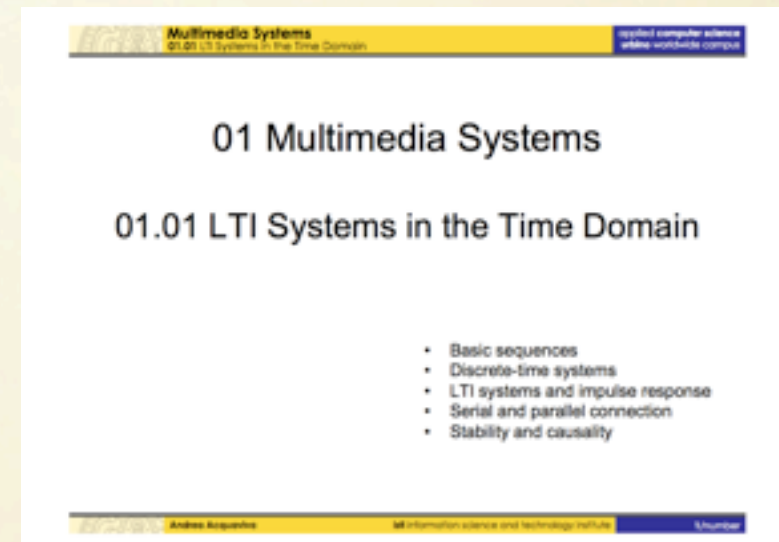 Multimedia Systems
01.01 LTI Systems in the Time Domain
applied computer science
urbino worldwide campus
01 Multimedia Systems
01.01 LTI Systems in the Time Domain
• Basic sequences
• Discrete-time systems
• LTI systems and impulse response
• Serial and parallel connection
• Stability and causality
Andrea Acquaviva
information science and technology institute